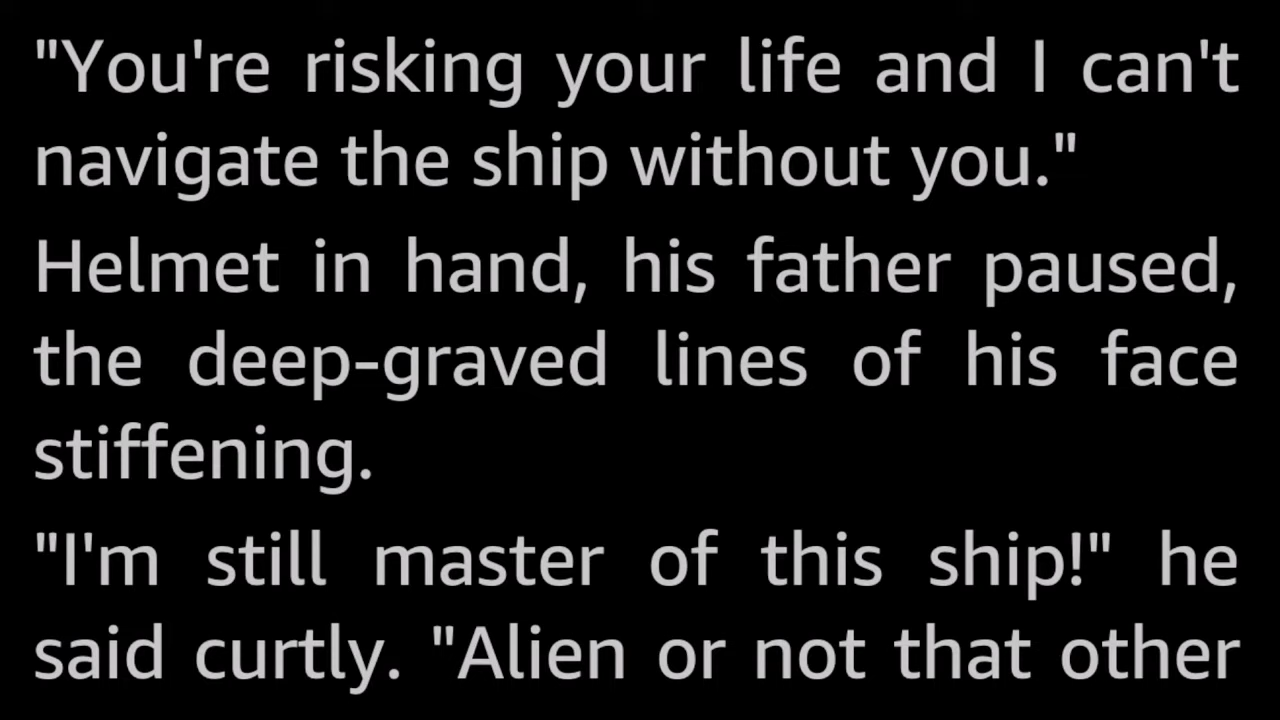 "You're risking your life and I can't
navigate the ship without you."
Helmet in hand, his father paused,
the deep-graved lines of his face
stiffening.
"I'm still master of this ship!" he
said curtly. "Alien or not that other